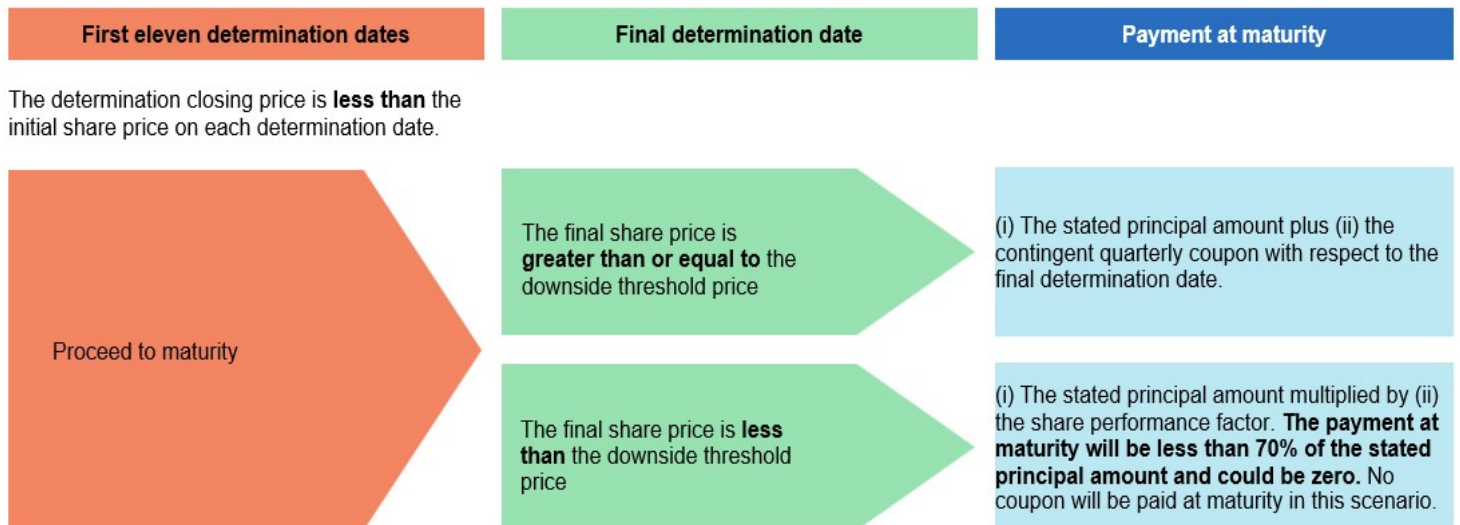 First eleven determination dates
Final determination date
Payment at maturity
The determination closing price is less than the
initial share price on each determination date.
Proceed to maturity
The final share price is
greater than or equal to the
downside threshold price
(i) The stated principal amount plus (ii) the
contingent quarterly coupon with respect to the
final determination date.
The final share price is less
than the downside threshold
price
(i) The stated principal amount multiplied by (ii)
the share performance factor. The payment at
maturity will be less than 70% of the stated
principal amount and could be zero. No
coupon will be paid at maturity in this scenario.